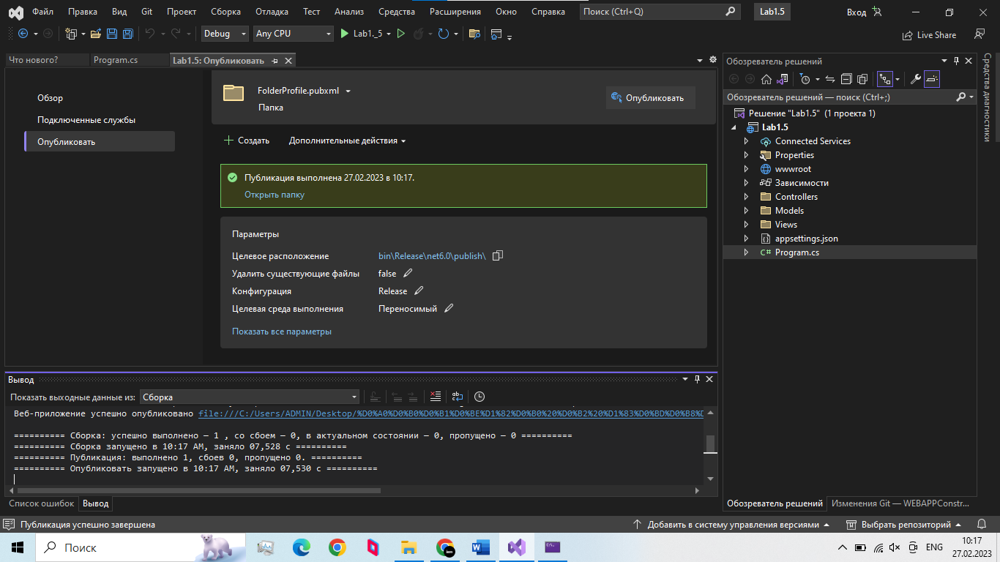 Файл Правка Вид Git Проект Сборка Отладка Тест Анализ Средства Расширения Окно Справка Поиск (Ctrl+Q) Lab1.5 Вход
Debug Any CPU Lab1._5 Live Share
Что нового? Program.cs Lab1.5: Опубликовать
Обзор
Подключенные службы
Опубликовать
FolderProfile.pubxml
Папка
Опубликовать
Создать Дополнительные действия
Публикация выполнена 27.02.2023 в 10:17.
Открыть папку
Параметры
Целевое расположение bin\Release\net6.0\publish\
Удалить существующие файлы false
Конфигурация Release
Целевая среда выполнения Переносимый
Показать все параметры
Обозреватель решений
Обозреватель решений — поиск (Ctrl+;)
Решение "Lab1.5" (1 проекта 1)
Lab1.5
Connected Services
Properties
wwwroot
Зависимости
Controllers
Models
Views
appsettings.json
C# Program.cs
Средства диагностики
Вывод
Показать выходные данные из: Сборка
Веб-приложение успешно опубликовано file:///C:/Users/ADMIN/Desktop/%D0%A0%D0%B0%D0%B1%D0%BE%D1%82%D0%B0%20%D0%B2%20%D1%83%D0%BD%D0%B8%D
========== Сборка: успешно выполнено — 1 , со сбоем — 0, в актуальном состоянии — 0, пропущено — 0 ==========
========== Сборка запущено в 10:17 AM, заняло 07,528 с ==========
========== Публикация: выполнено 1, сбоев 0, пропущено 0. ==========
========== Опубликовать запущено в 10:17 AM, заняло 07,530 с ==========
Список ошибок Вывод
Обозреватель решений Изменения Git — WEBAPPConstr...
Публикация успешно завершена Добавить в систему управления версиями Выбрать репозиторий
Поиск
ENG
10:17
27.02.2023